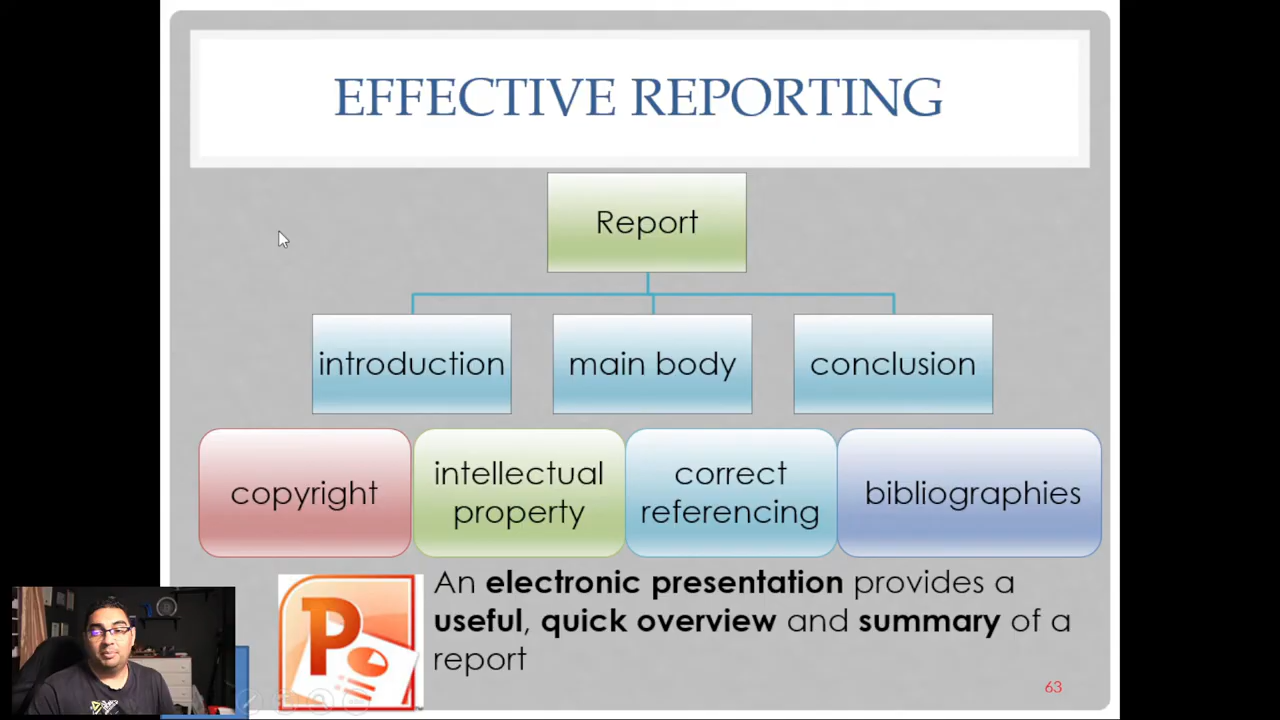 EFFECTIVE REPORTING
Report
introduction
main body
conclusion
copyright
intellectual
property
correct
referencing
bibliographies
P
An electronic presentation provides a
useful, quick overview and summary of a
report
63